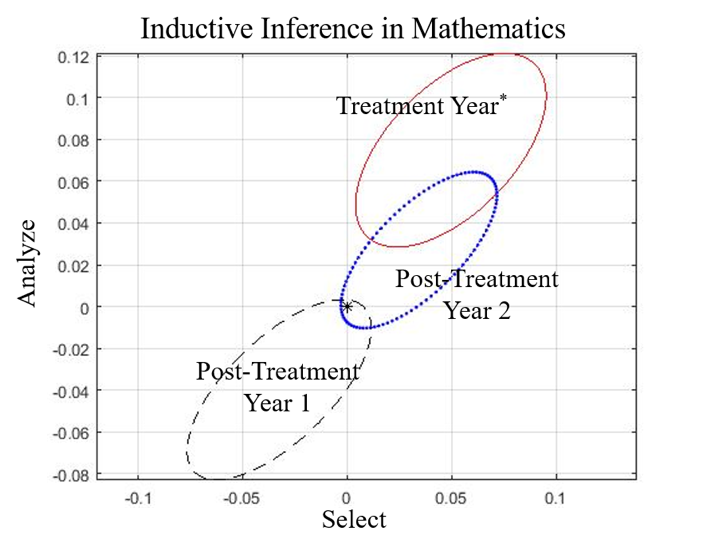 Inductive Inference in Mathematics
0.12
0.1
0.08
0.06
0.04
0.02
0
-0.02
-0.04
-0.06
-0.08
Analyze
Treatment Year*
Post-Treatment
Year 2
Post-Treatment
Year 1
-0.1 -0.05 0 0.05 0.1
Select